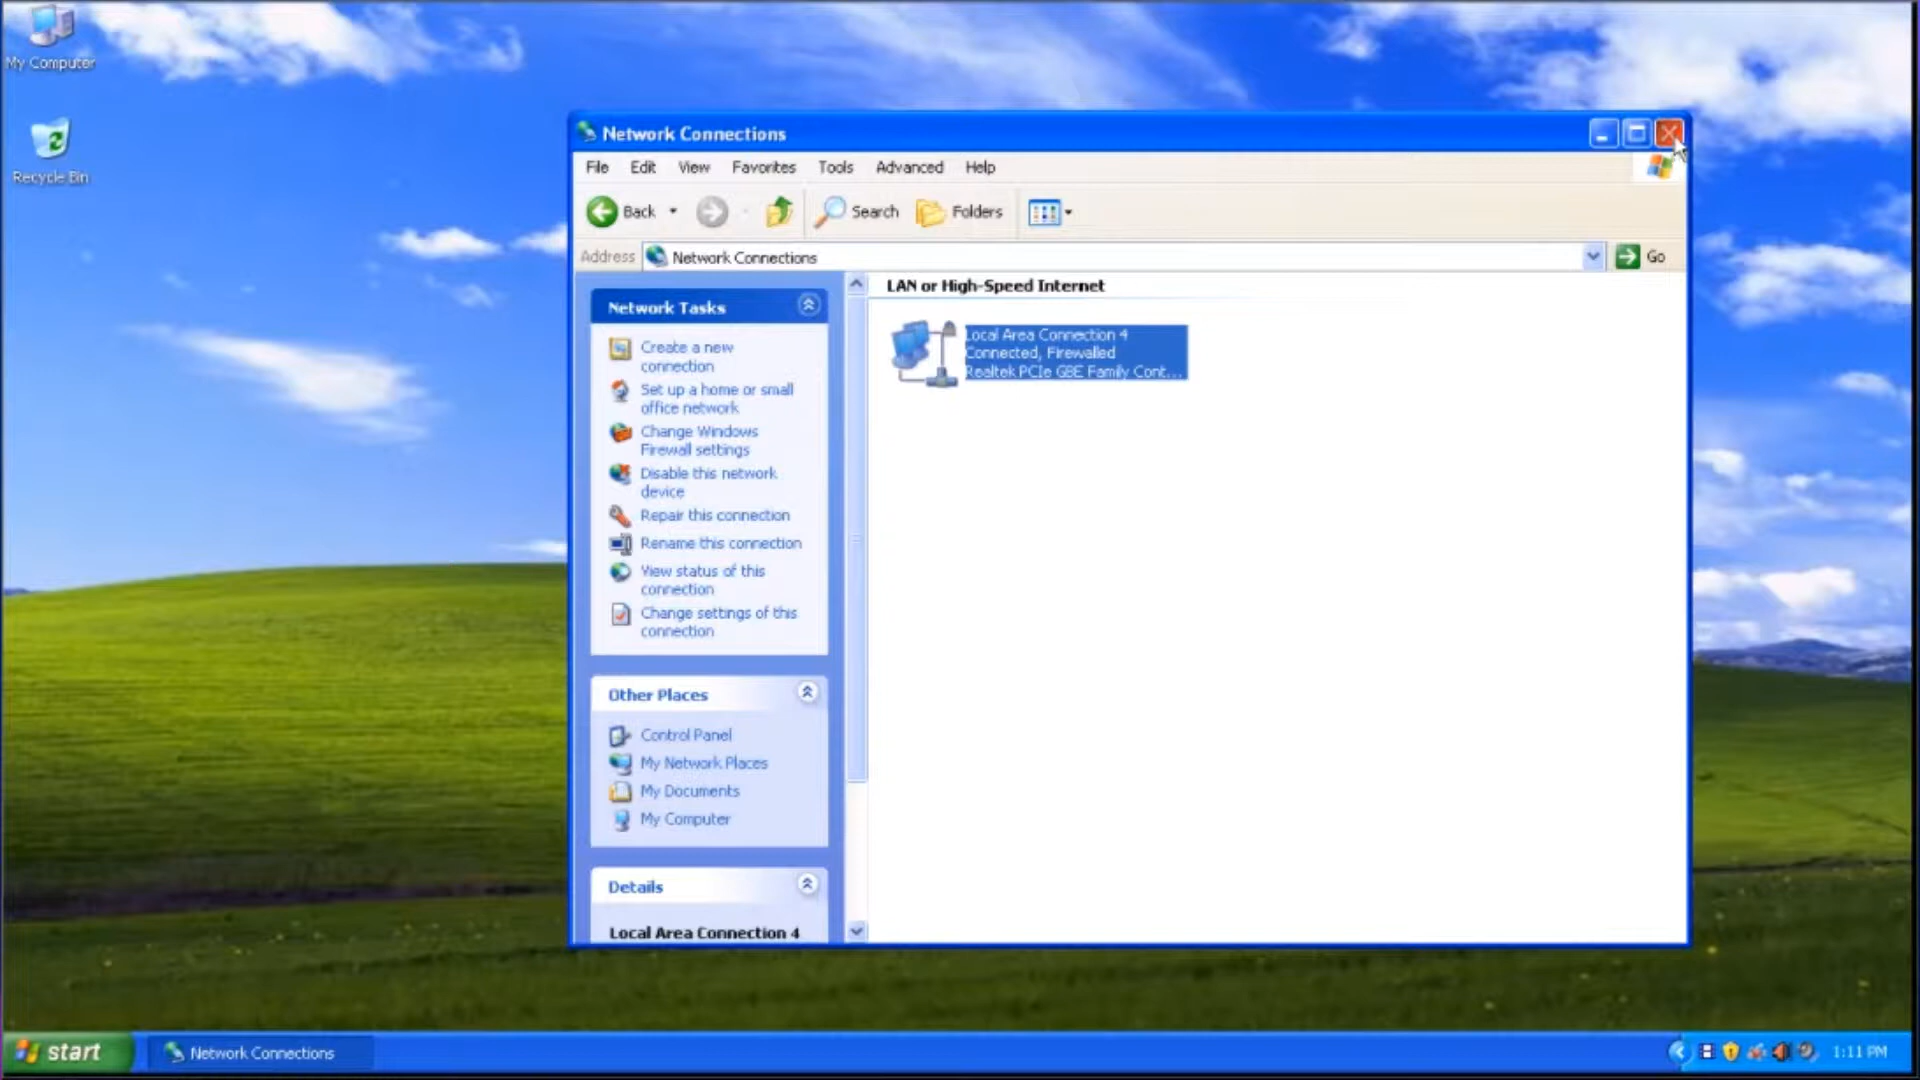 My Computer
Recycle Bin
Network Connections
File Edit View Favorites Tools Advanced Help
Back Search Folders
Address Network Connections Go
Network Tasks
Create a new
connection
Set up a home or small
office network
Change Windows
Firewall settings
Disable this network
device
Repair this connection
Rename this connection
View status of this
connection
Change settings of this
connection
Other Places
Control Panel
My Network Places
My Documents
My Computer
Details
Local Area Connection 4
LAN or High-Speed Internet
Local Area Connection 4
Connected, Firewalled
Realtek PCIe GBE Family Cont...
start
Network Connections
1:11 PM